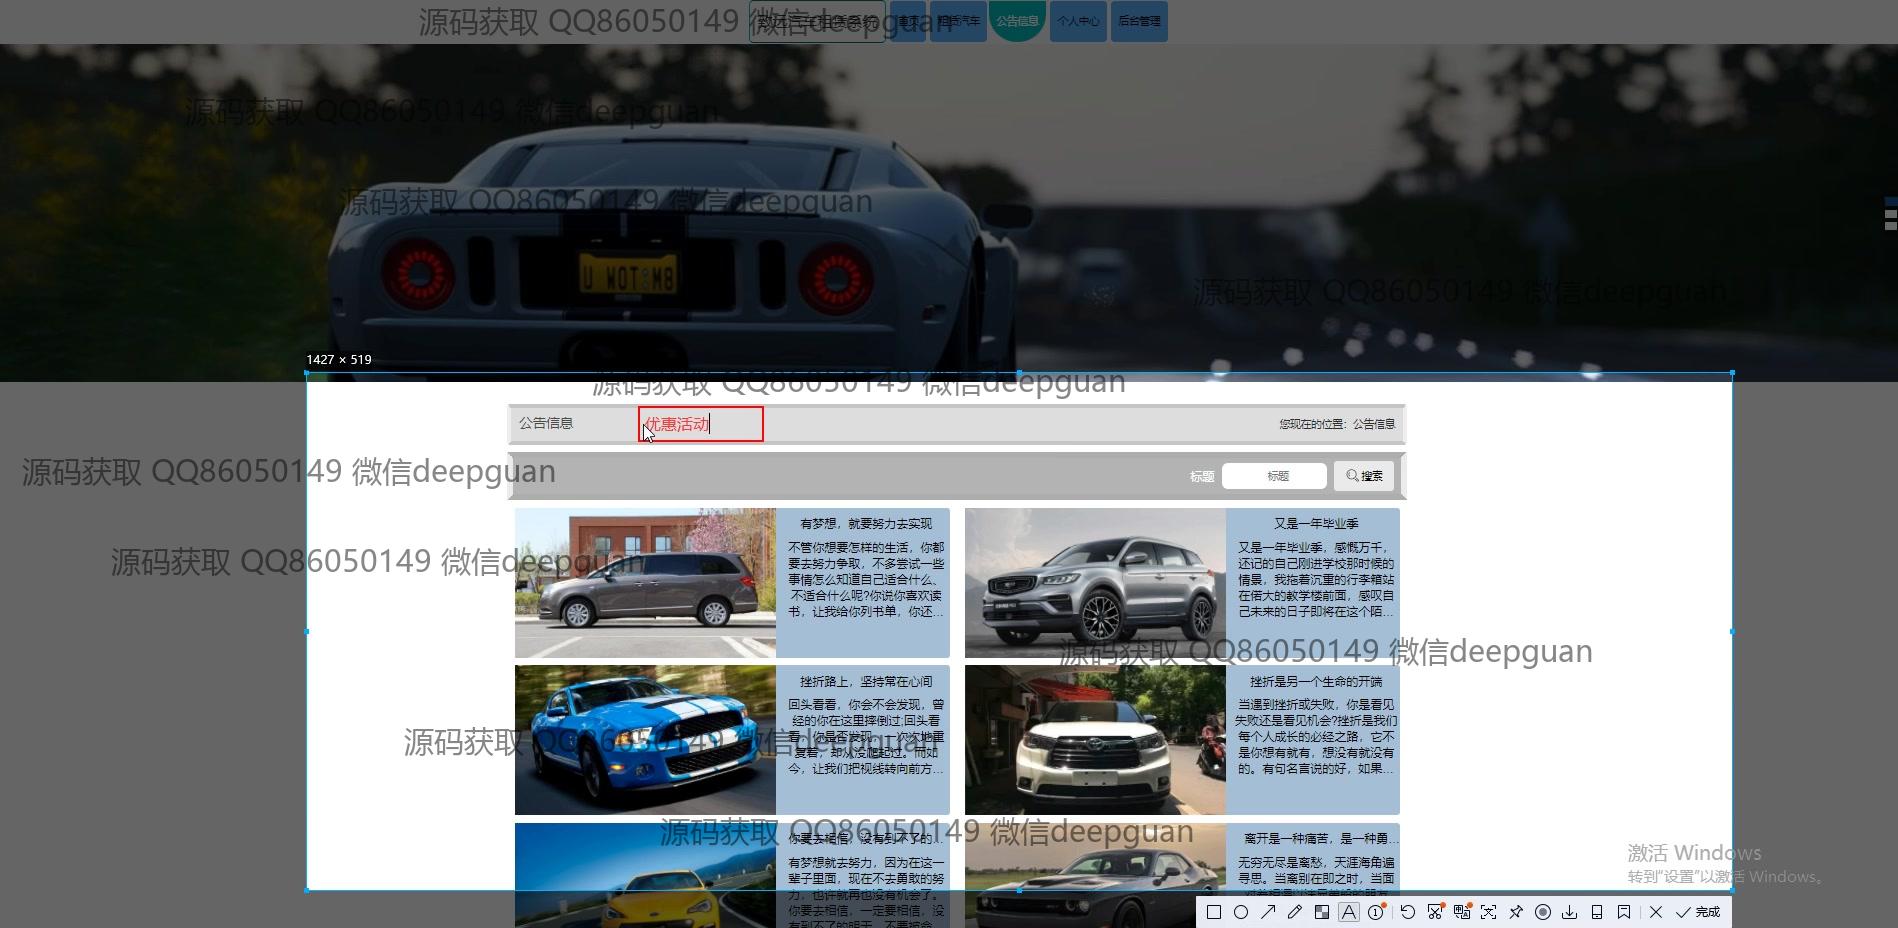 源码获取 QQ86050149 微信deepguan
致远汽车租赁系统
首页
租赁汽车
公告信息
个人中心
后台管理
源码获取 QQ86050149 微信deepguan
源码获取 QQ86050149 微信deepguan
U WOT M8
源码获取 QQ86050149 微信deepguan
1427 × 519
源码获取 QQ86050149 微信deepguan
公告信息
优惠活动
您现在的位置：公告信息
源码获取 QQ86050149 微信deepguan
标题
标题
搜索
有梦想，就要努力去实现
不管你想要怎样的生活，你都
要去努力争取，不多尝试一些
事情怎么知道自己适合什么、
不适合什么呢?你说你喜欢读
书，让我给你列书单，你还...
又是一年毕业季
又是一年毕业季，感慨万千，
还记的自己刚进学校那时候的
情景，我拖着沉重的行李箱站
在偌大的教学楼前面，感叹自
己未来的日子即将在这个陌...
源码获取 QQ86050149 微信deepguan
源码获取 QQ86050149 微信deepguan
挫折路上，坚持常在心间
回头看看，你会不会发现，曾
经的你在这里摔倒过;回头看
看，你是否发现，一次次地重
复着，却从没爬起过。而如
今，让我们把视线转向前方...
挫折是另一个生命的开端
当遇到挫折或失败，你是看见
失败还是看见机会?挫折是我们
每个人成长的必经之路，它不
是你想有就有，想没有就没有
的。有句名言说的好，如果...
源码获取 QQ86050149 微信deepguan
源码获取 QQ86050149 微信deepguan
你要去相信，没有到不了的...
有梦想就去努力，因为在这一
辈子里面，现在不去勇敢的努
力，也许就再也没有机会了。
你要去相信，一定要相信，没
有到不了的明天。不要被命...
离开是一种痛苦，是一种勇...
无穷无尽是离愁，天涯海角遍
寻思。当离别在即之时，当面
激活 Windows
转到“设置”以激活 Windows。
完成